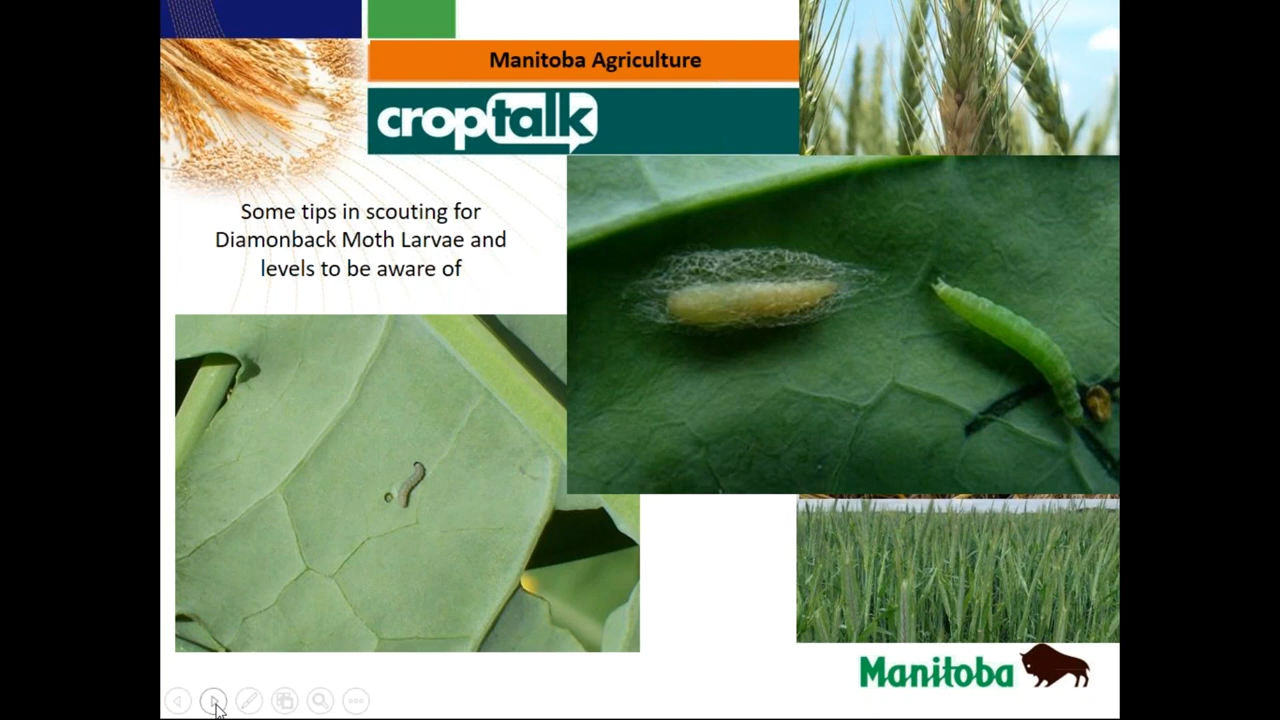 Manitoba Agriculture
croptalk
Some tips in scouting for
Diamonback Moth Larvae and
levels to be aware of
Manitoba